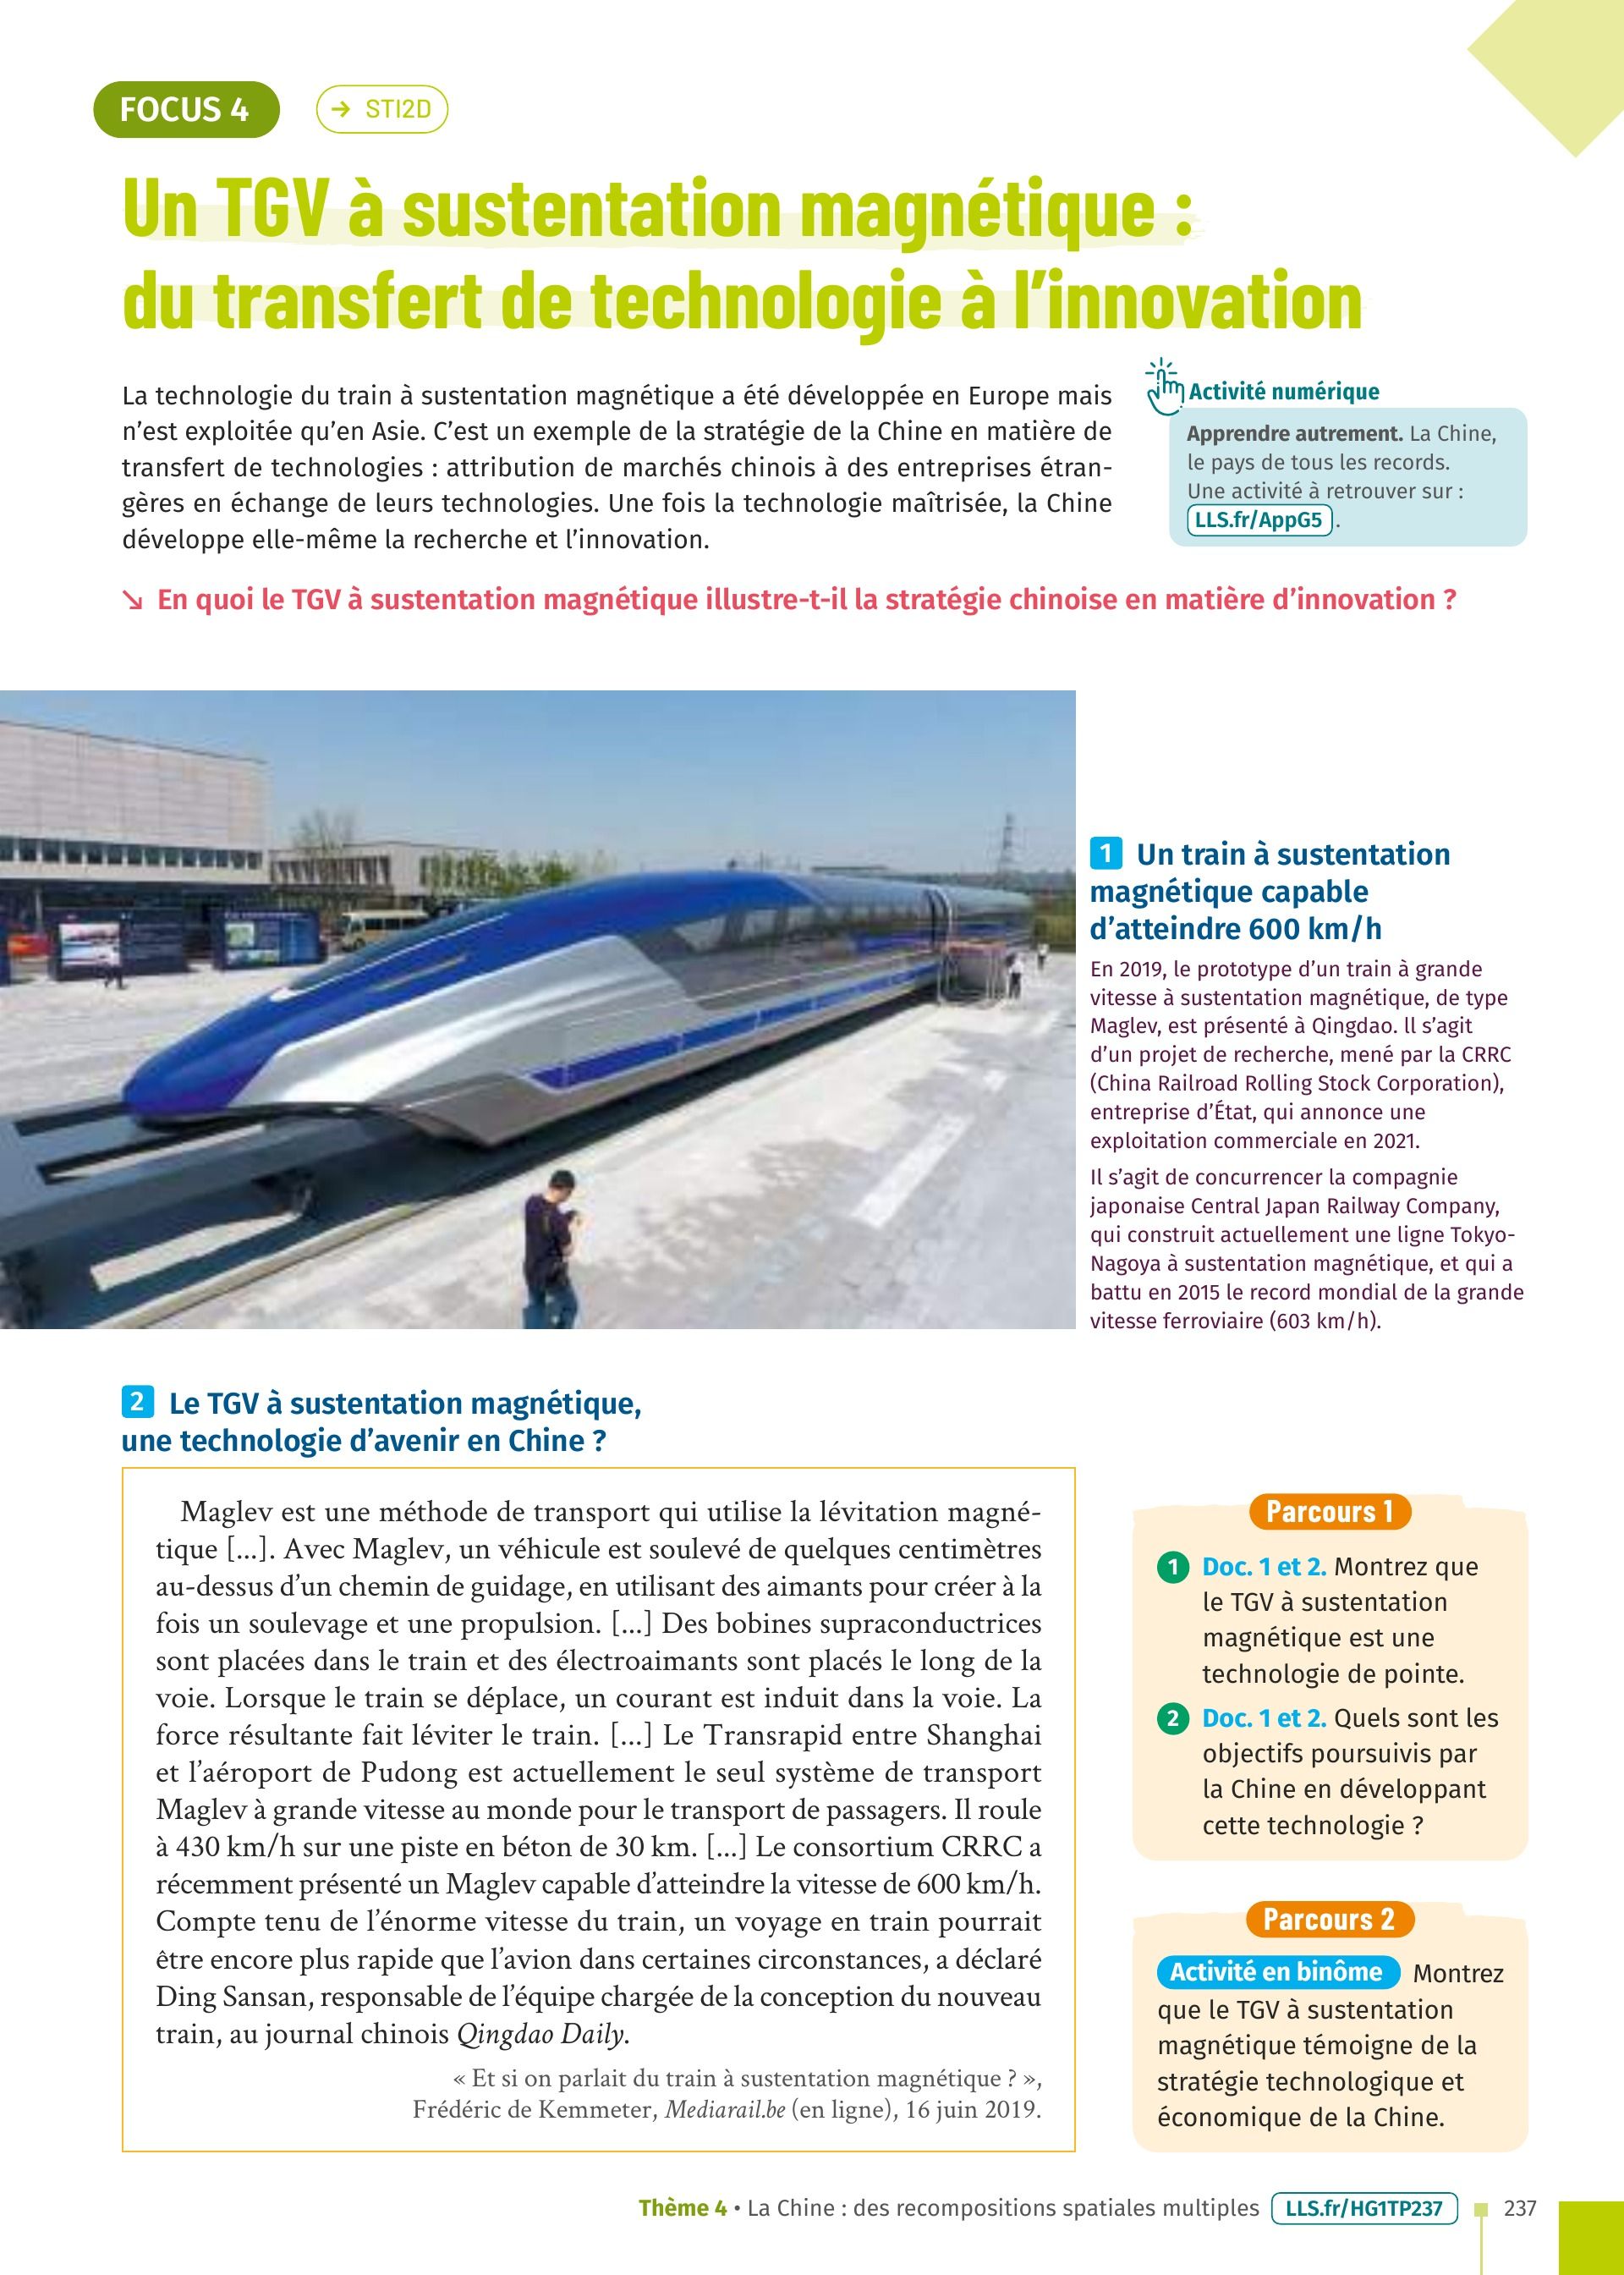 FOCUS 4
→ STI2D
Un TGV à sustentation magnétique :
du transfert de technologie à l'innovation
La technologie du train à sustentation magnétique a été développée en Europe mais
n'est exploitée qu'en Asie. C'est un exemple de la stratégie de la Chine en matière de
transfert de technologies : attribution de marchés chinois à des entreprises étran-
gères en échange de leurs technologies. Une fois la technologie maîtrisée, la Chine
développe elle-même la recherche et l'innovation.
Activité numérique
Apprendre autrement. La Chine,
le pays de tous les records.
Une activité à retrouver sur :
LLS.fr/AppG5 .
↘ En quoi le TGV à sustentation magnétique illustre-t-il la stratégie chinoise en matière d'innovation ?
1 Un train à sustentation
magnétique capable
d'atteindre 600 km/h
En 2019, le prototype d'un train à grande
vitesse à sustentation magnétique, de type
Maglev, est présenté à Qingdao. ll s'agit
d'un projet de recherche, mené par la CRRC
(China Railroad Rolling Stock Corporation),
entreprise d'État, qui annonce une
exploitation commerciale en 2021.
Il s'agit de concurrencer la compagnie
japonaise Central Japan Railway Company,
qui construit actuellement une ligne Tokyo-
Nagoya à sustentation magnétique, et qui a
battu en 2015 le record mondial de la grande
vitesse ferroviaire (603 km/h).
2 Le TGV à sustentation magnétique,
une technologie d'avenir en Chine ?
Maglev est une méthode de transport qui utilise la lévitation magné-
tique [...]. Avec Maglev, un véhicule est soulevé de quelques centimètres
au-dessus d'un chemin de guidage, en utilisant des aimants pour créer à la
fois un soulevage et une propulsion. [...] Des bobines supraconductrices
sont placées dans le train et des électroaimants sont placés le long de la
voie. Lorsque le train se déplace, un courant est induit dans la voie. La
force résultante fait léviter le train. [...] Le Transrapid entre Shanghai
et l'aéroport de Pudong est actuellement le seul système de transport
Maglev à grande vitesse au monde pour le transport de passagers. Il roule
à 430 km/h sur une piste en béton de 30 km. [...] Le consortium CRRC a
récemment présenté un Maglev capable d'atteindre la vitesse de 600 km/h.
Compte tenu de l'énorme vitesse du train, un voyage en train pourrait
être encore plus rapide que l'avion dans certaines circonstances, a déclaré
Ding Sansan, responsable de l'équipe chargée de la conception du nouveau
train, au journal chinois Qingdao Daily.
« Et si on parlait du train à sustentation magnétique ? »,
Frédéric de Kemmeter, Mediarail.be (en ligne), 16 juin 2019.
Parcours 1
1 Doc. 1 et 2. Montrez que
le TGV à sustentation
magnétique est une
technologie de pointe.
2 Doc. 1 et 2. Quels sont les
objectifs poursuivis par
la Chine en développant
cette technologie ?
Parcours 2
Activité en binôme Montrez
que le TGV à sustentation
magnétique témoigne de la
stratégie technologique et
économique de la Chine.
Thème 4 • La Chine : des recompositions spatiales multiples LLS.fr/HG1TP237 237